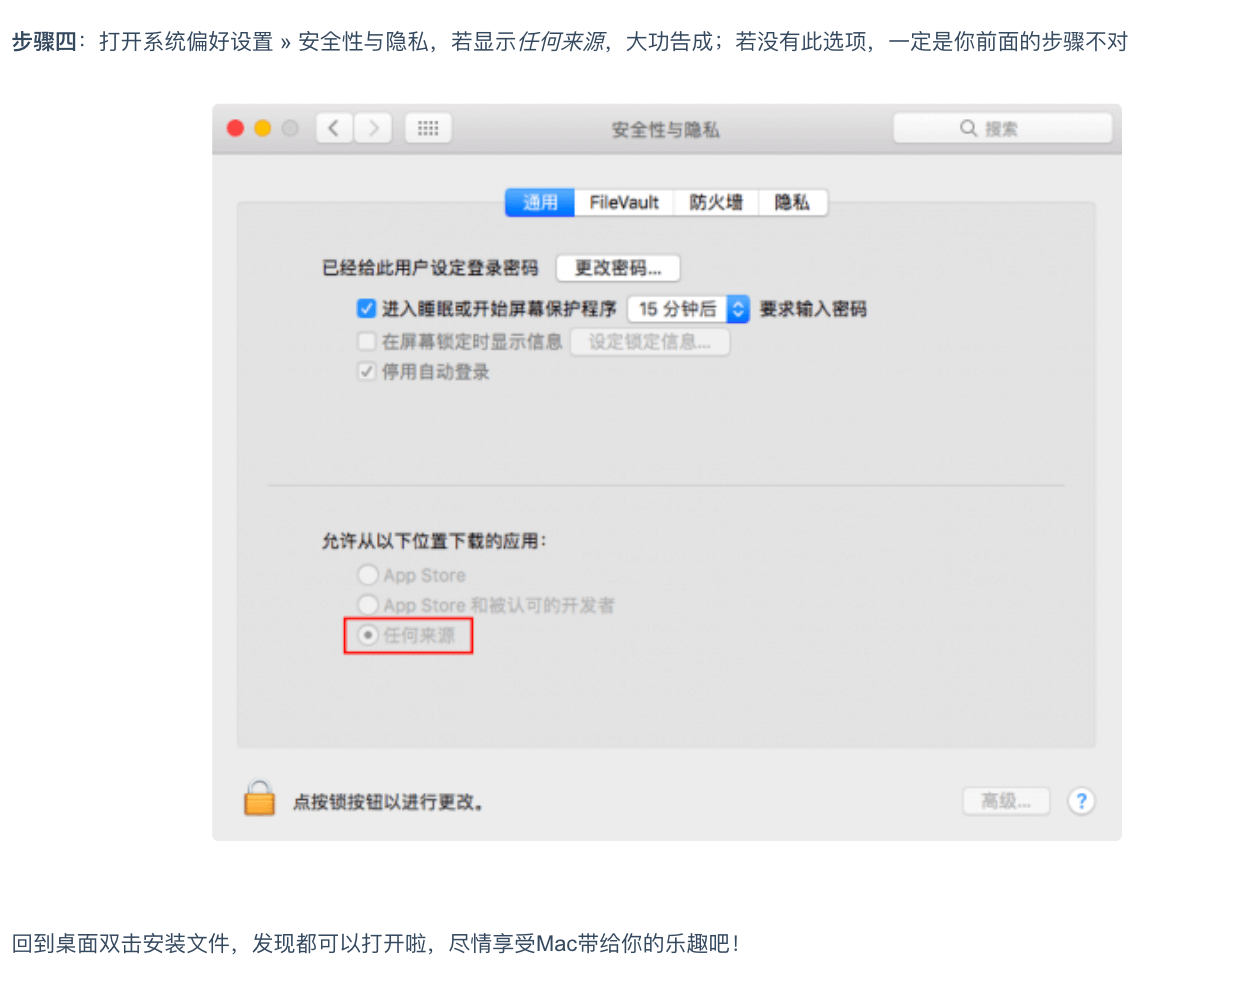 步骤四：打开系统偏好设置 » 安全性与隐私，若显示任何来源，大功告成；若没有此选项，一定是你前面的步骤不对
安全性与隐私
搜索
通用 FileVault 防火墙 隐私
已经给此用户设定登录密码 更改密码...
进入睡眠或开始屏幕保护程序 15 分钟后 要求输入密码
在屏幕锁定时显示信息 设定锁定信息...
停用自动登录
允许从以下位置下载的应用：
App Store
App Store 和被认可的开发者
任何来源
点按锁按钮以进行更改。
高级... ?
回到桌面双击安装文件，发现都可以打开啦，尽情享受Mac带给你的乐趣吧！